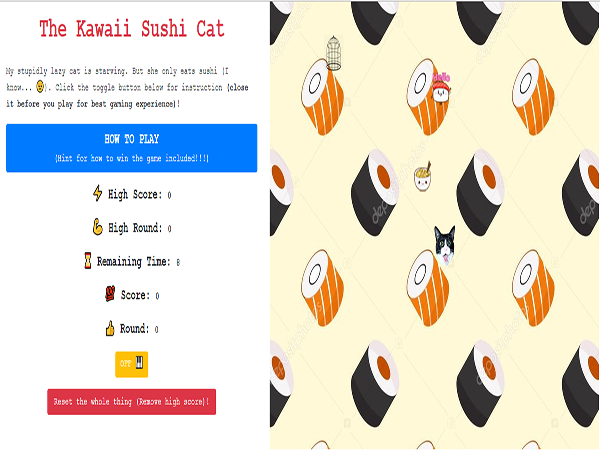 The Kawaii Sushi Cat
My stupidly lazy cat is starving. But she only eats sushi (I
know... 😕). Click the toggle button below for instruction (close
it before you play for best gaming experience)!
HOW TO PLAY
(Hint for how to win the game included!!!)
⚡ High Score: 0
💪 High Round: 0
⏳ Remaining Time: 8
💯 Score: 0
👍 Round: 0
OFF 🎹
Reset the whole thing (Remove high score)!
Hello